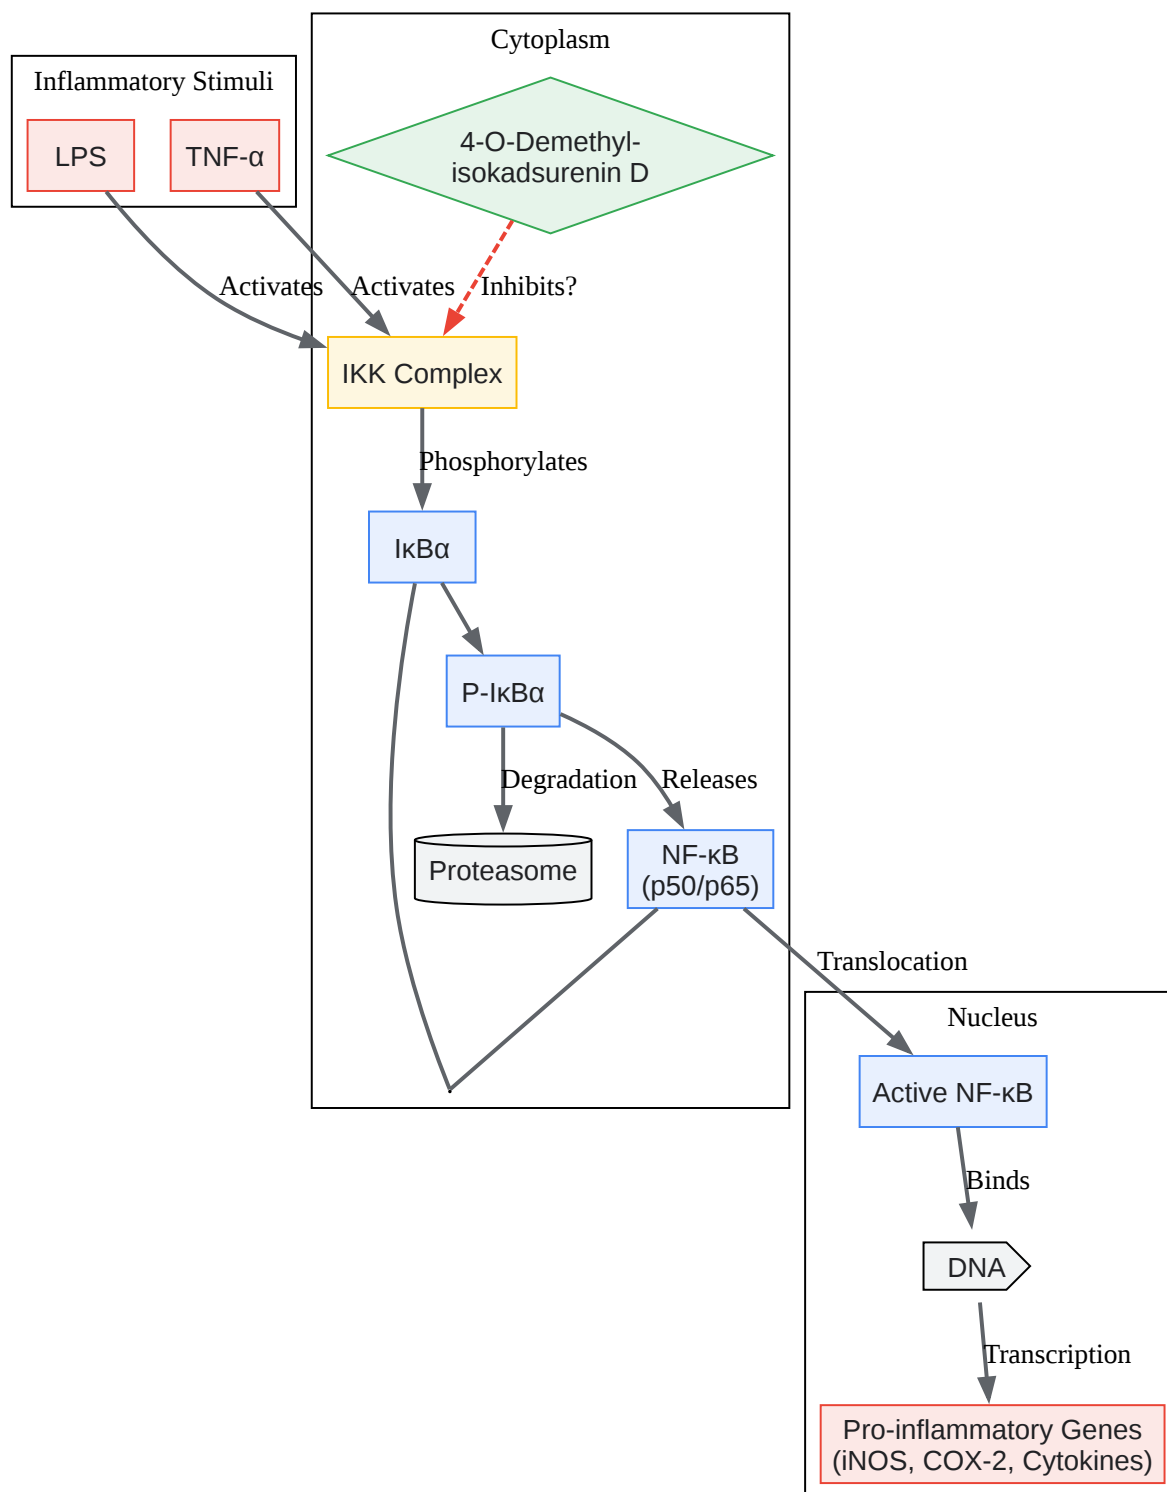 Cytoplasm
Inflammatory Stimuli
LPS
TNF-α
4-O-Demethyl-
isokadsurenin D
Activates
Activates
Inhibits?
IKK Complex
Phosphorylates
IκBα
P-IκBα
Degradation
Releases
Proteasome
NF-κB
(p50/p65)
Translocation
Nucleus
Active NF-κB
Binds
DNA
Transcription
Pro-inflammatory Genes
(iNOS, COX-2, Cytokines)